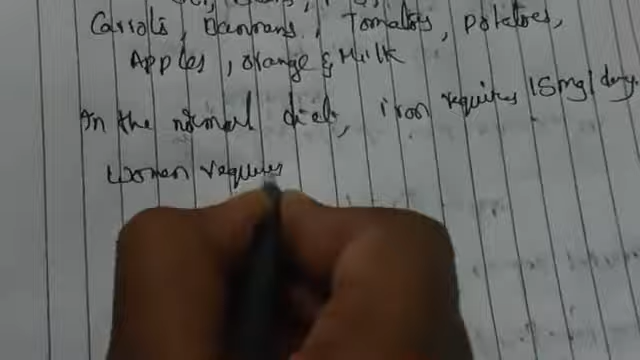 Carrots, Bananas, Tomatoes, potatoes,
Apples, orange & Milk
In the normal diet, iron requires 15mg/day.
women requires